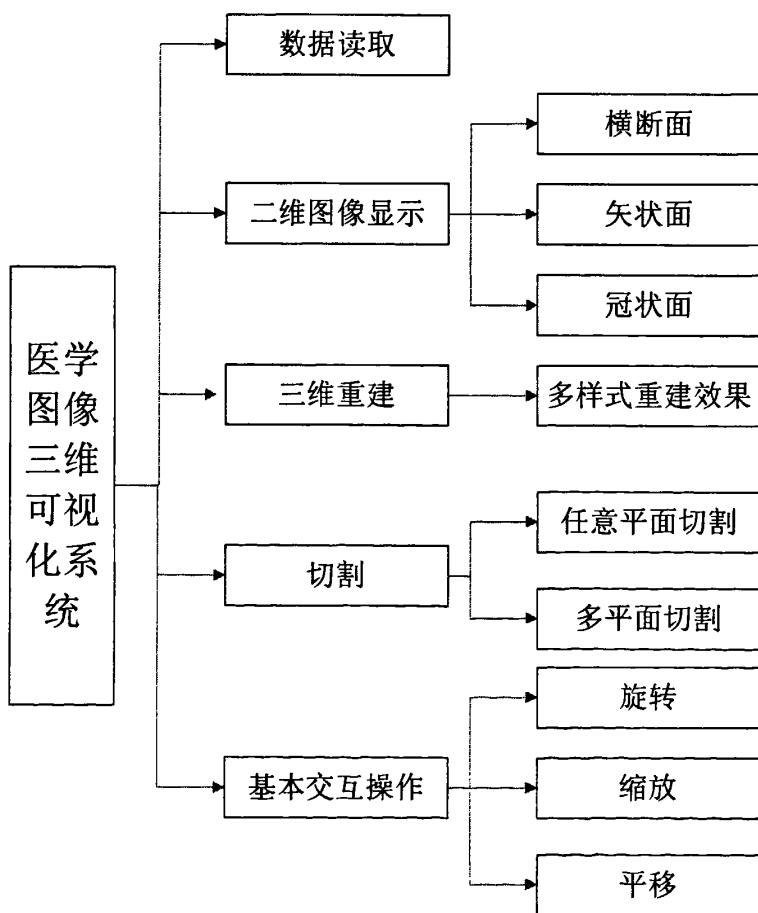 医学
图像
三维
可视
化系
统
数据读取
二维图像显示
横断面
矢状面
冠状面
三维重建
多样式重建效果
切割
任意平面切割
多平面切割
基本交互操作
旋转
缩放
平移